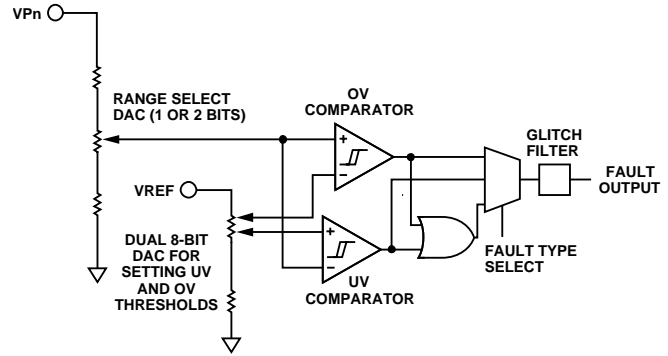 VPn
RANGE SELECT
DAC (1 OR 2 BITS)
OV
COMPARATOR
+
–
VREF
DUAL 8-BIT
DAC FOR
SETTING UV
AND OV
THRESHOLDS
+
–
UV
COMPARATOR
GLITCH
FILTER
FAULT
OUTPUT
FAULT TYPE
SELECT